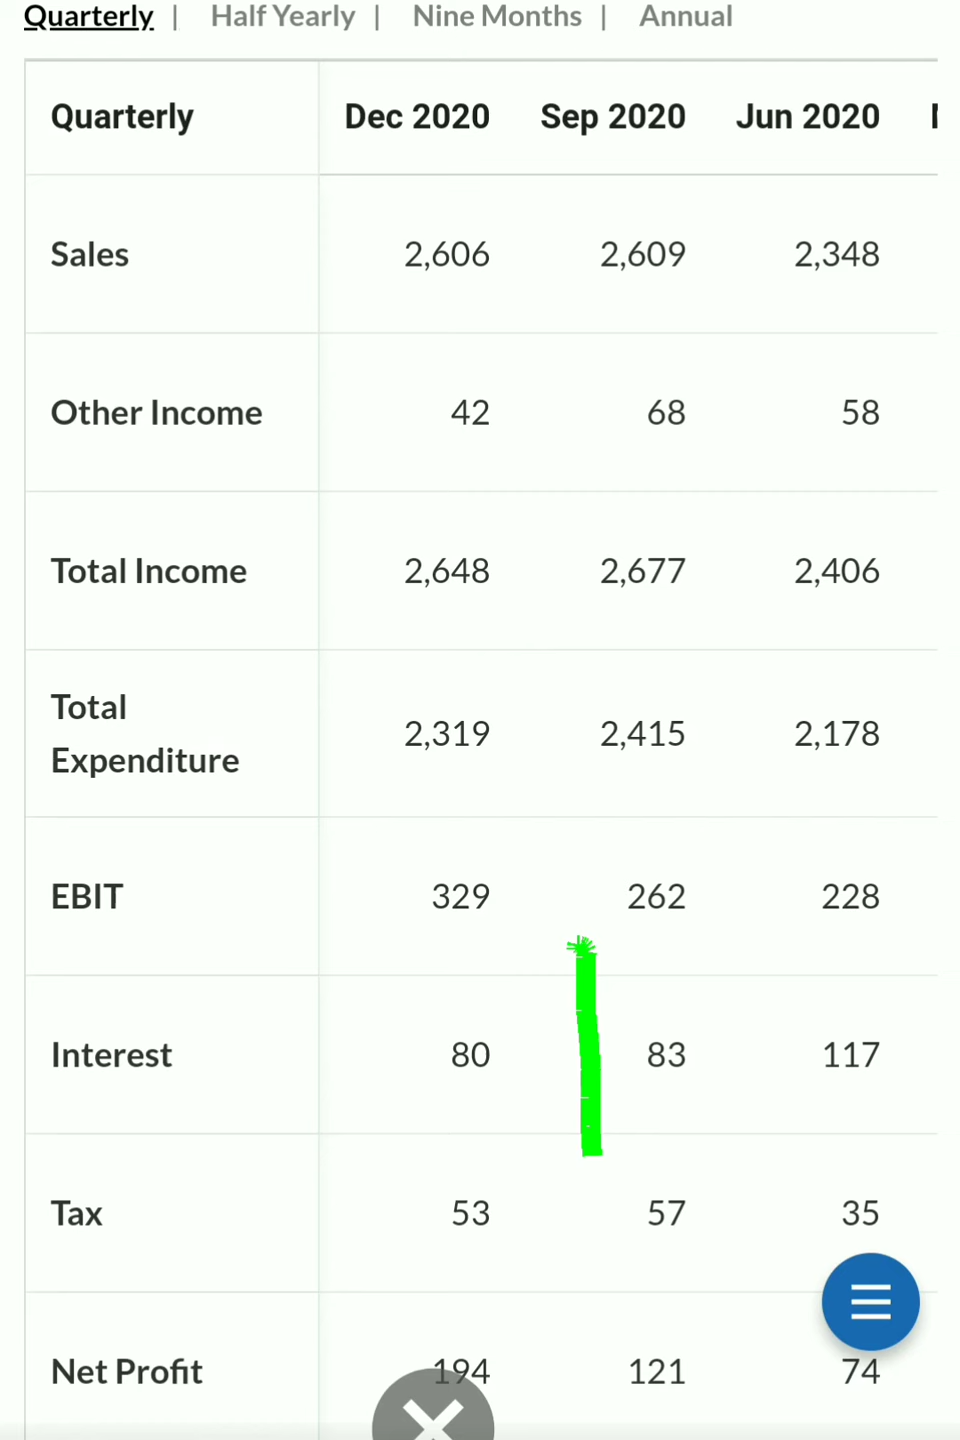 Quarterly | Half Yearly | Nine Months | Annual
Quarterly Dec 2020 Sep 2020 Jun 2020
Sales 2,606 2,609 2,348
Other Income 42 68 58
Total Income 2,648 2,677 2,406
Total
Expenditure 2,319 2,415 2,178
EBIT 329 262 228
Interest 80 83 117
Tax 53 57 35
Net Profit 194 121 74